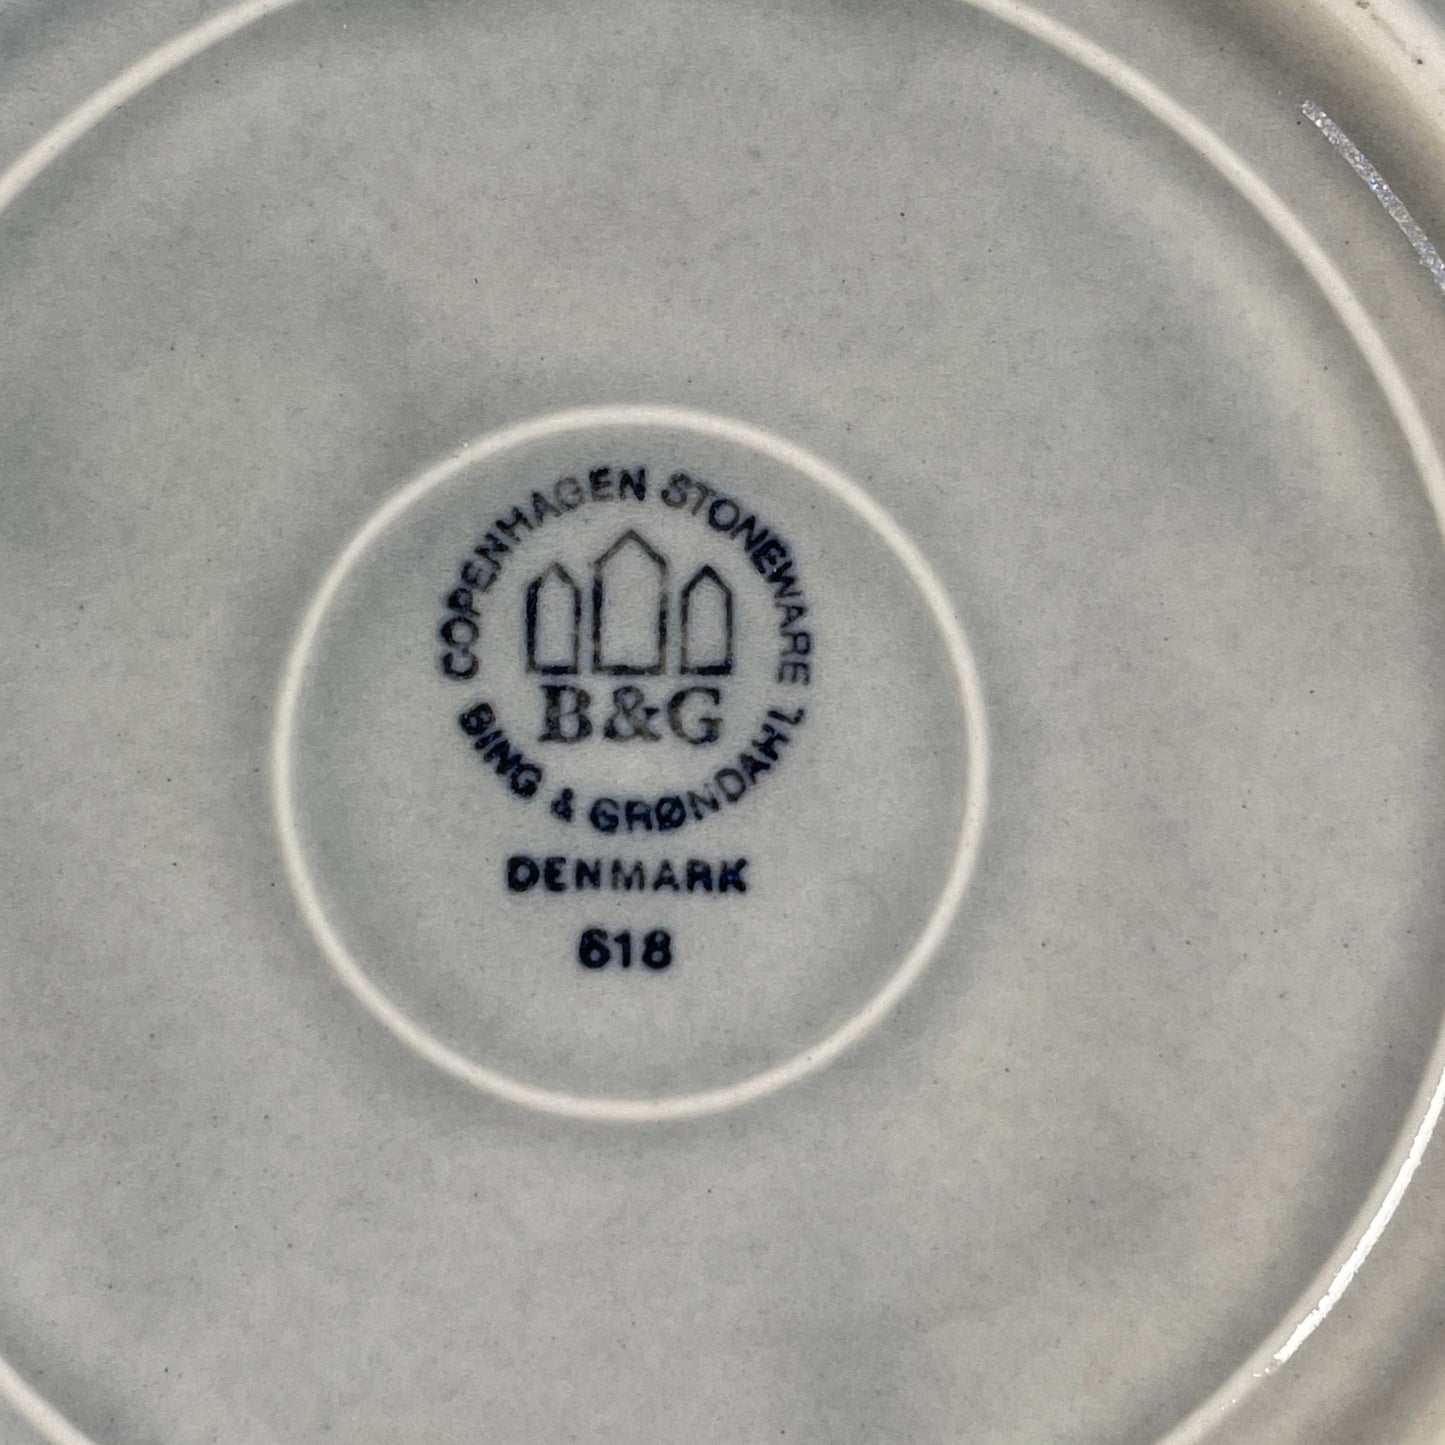 COPENHAGEN STONEWARE
B&G
BING & GRØNDAHL
DENMARK
618